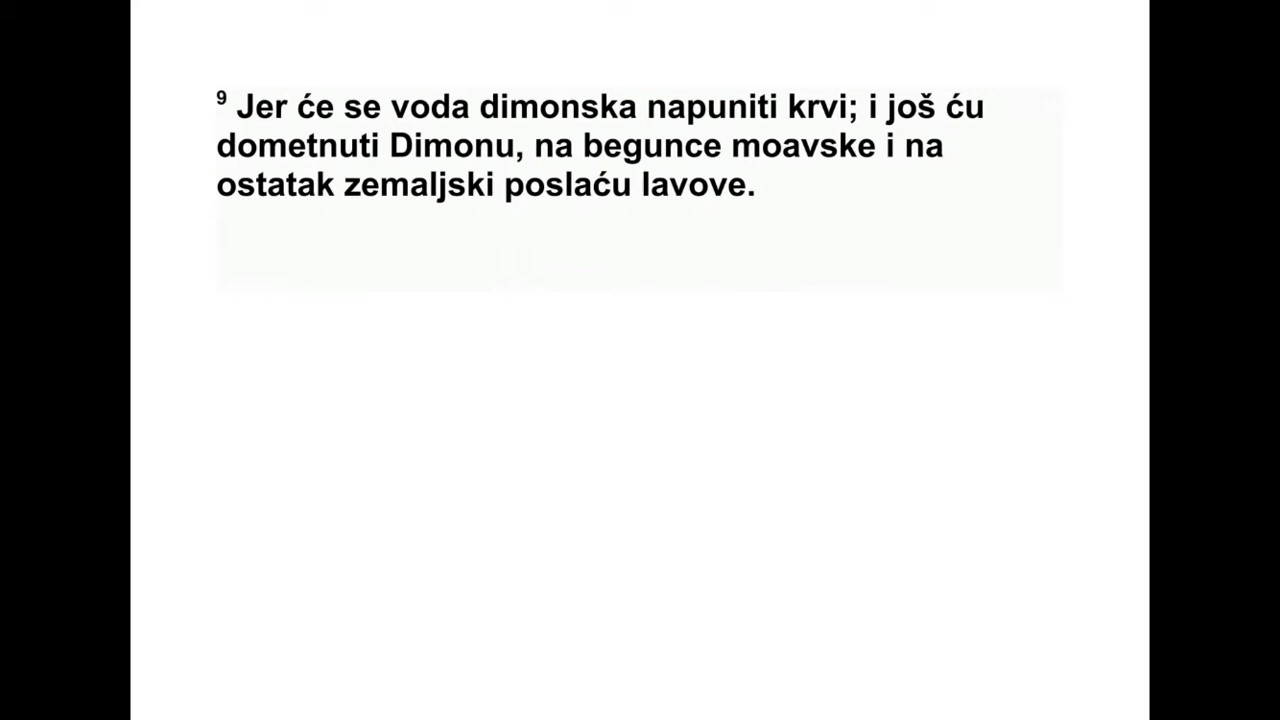 9 Jer će se voda dimonska napuniti krvi; i još ću
dometnuti Dimonu, na begunce moavske i na
ostatak zemaljski poslaću lavove.